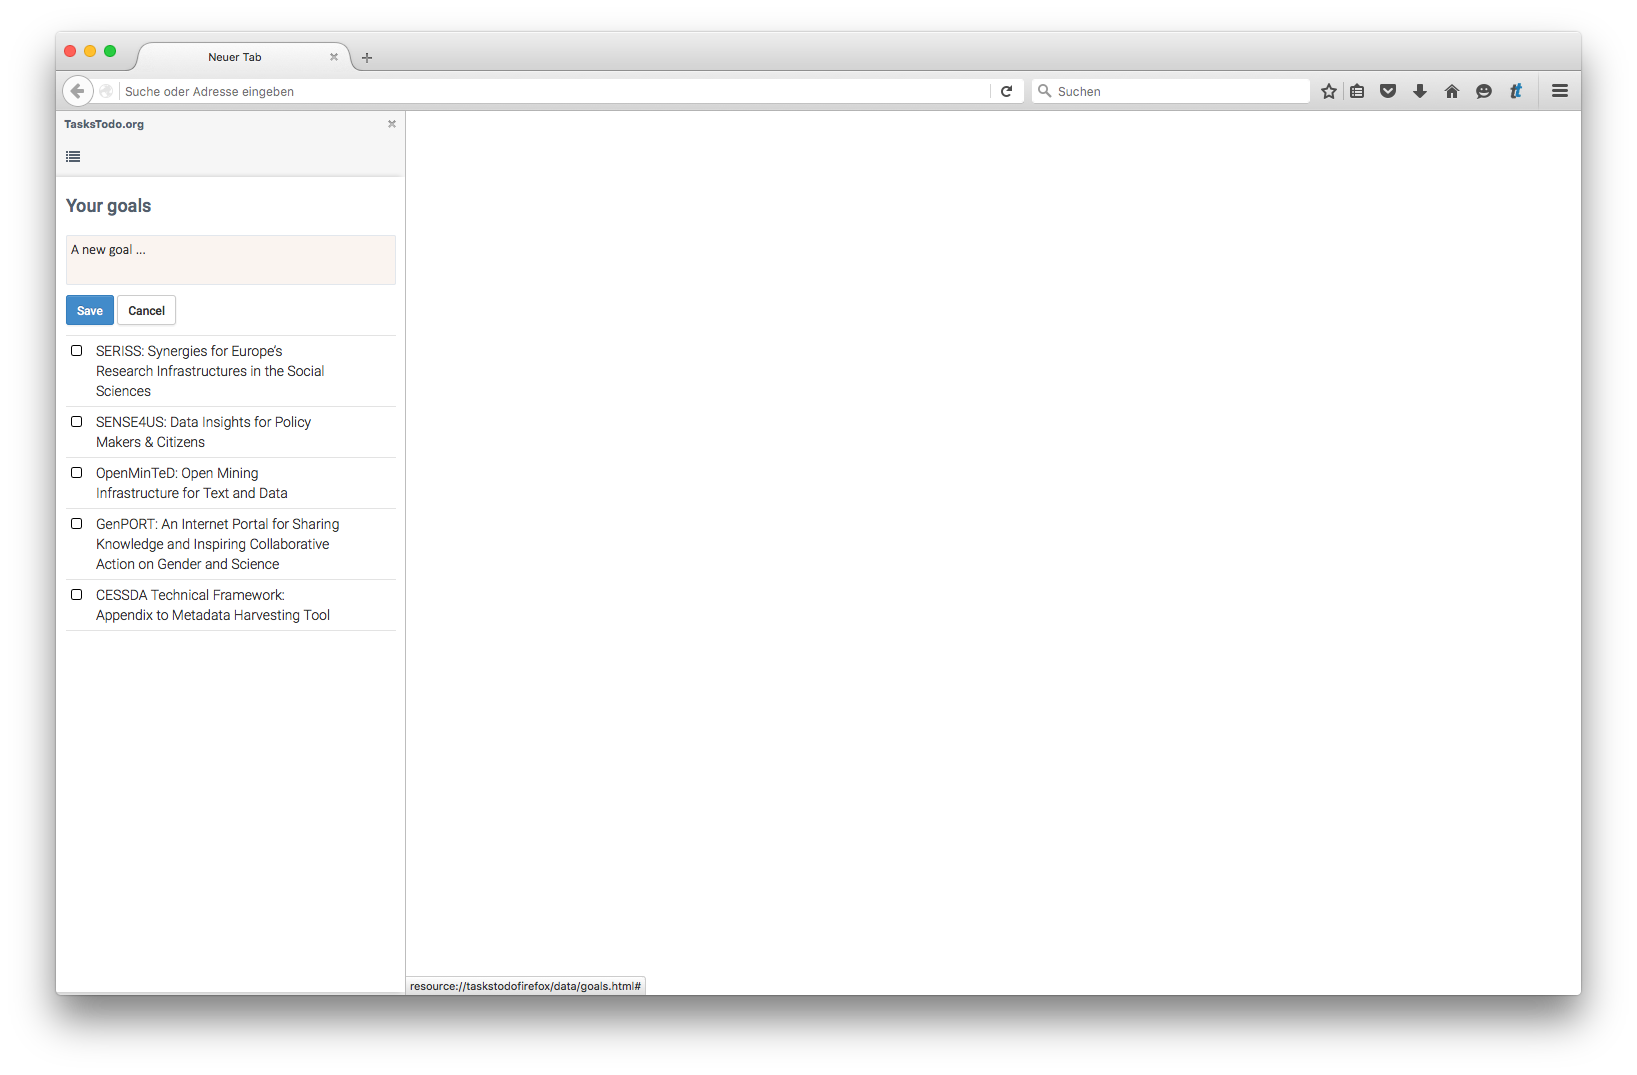 Neuer Tab
Suche oder Adresse eingeben
Suchen
tt
TasksTodo.org
Your goals
A new goal ...
Save Cancel
SERISS: Synergies for Europe’s
Research Infrastructures in the Social
Sciences
SENSE4US: Data Insights for Policy
Makers & Citizens
OpenMinTeD: Open Mining
Infrastructure for Text and Data
GenPORT: An Internet Portal for Sharing
Knowledge and Inspiring Collaborative
Action on Gender and Science
CESSDA Technical Framework:
Appendix to Metadata Harvesting Tool
resource://taskstodofirefox/data/goals.html#